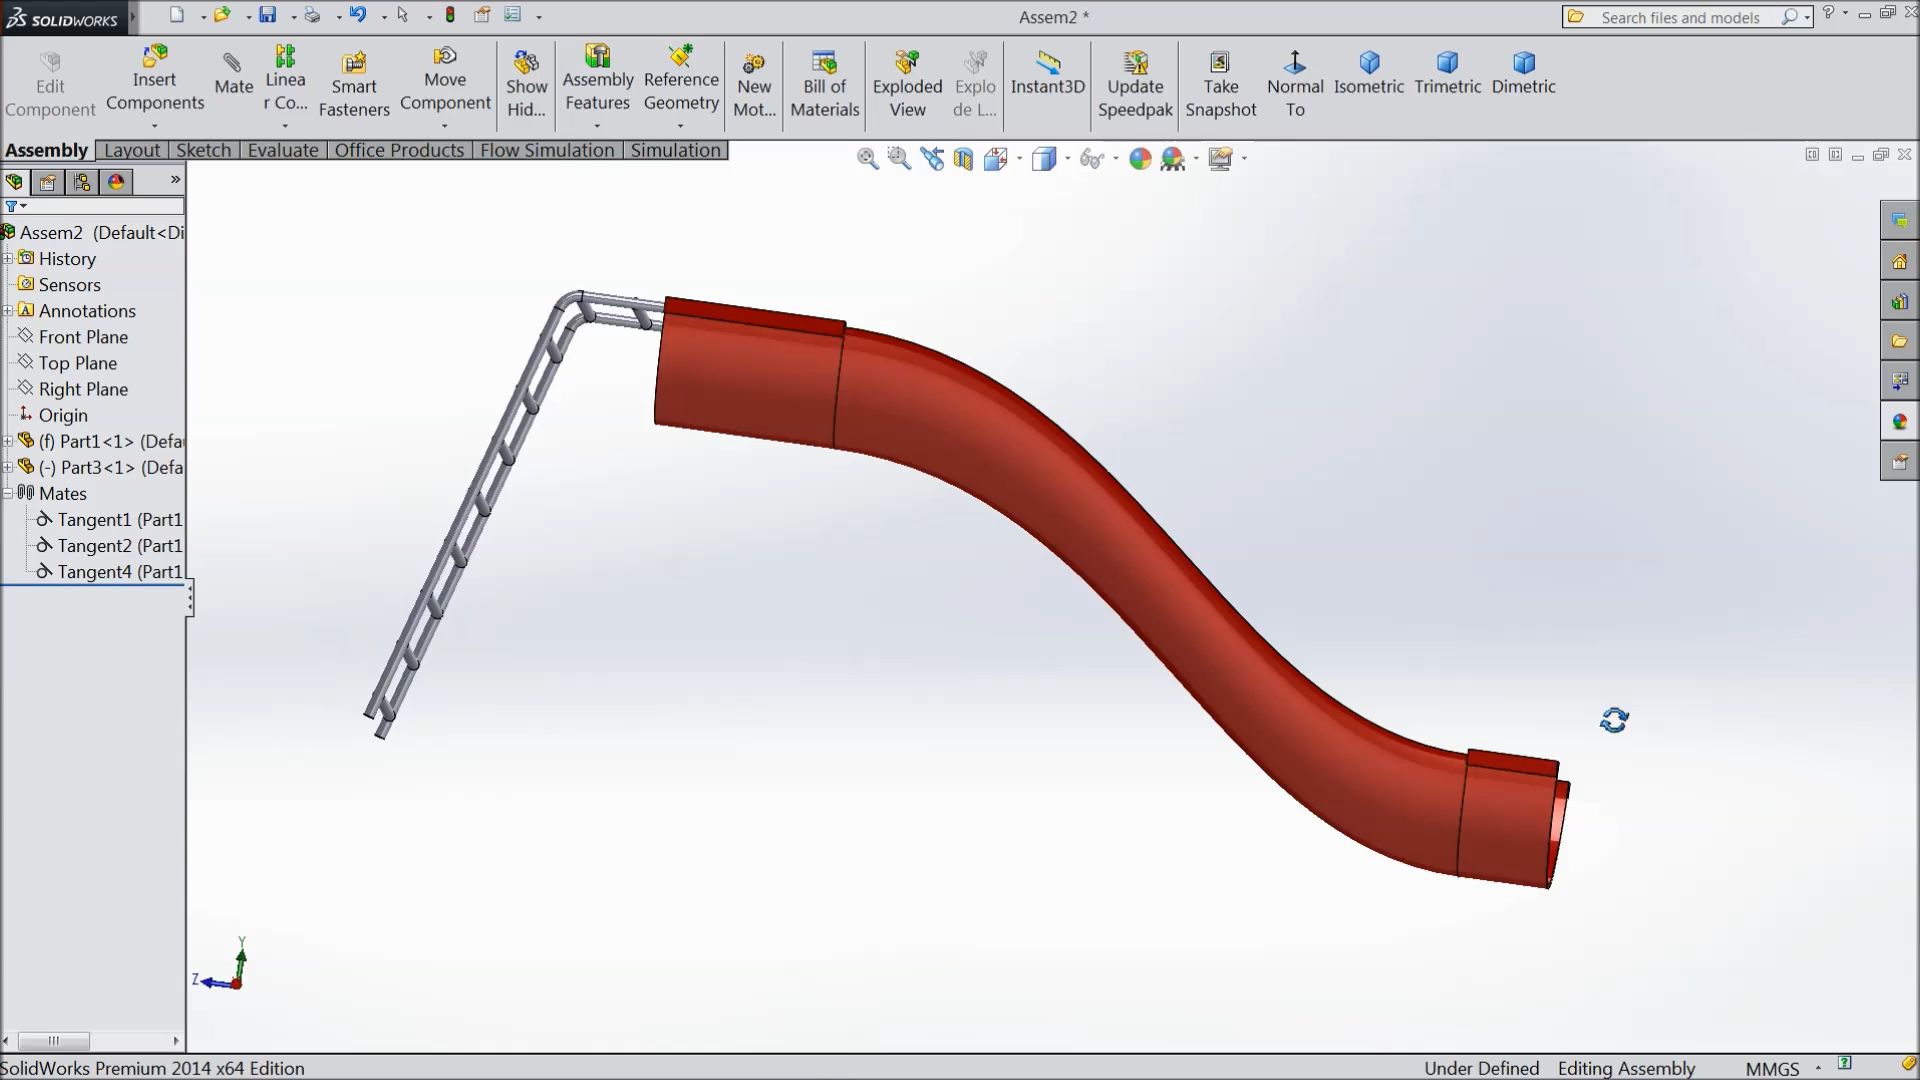 SOLIDWORKS
Assem2 *
Search files and models
?
Edit Component
Insert Components
Mate
Linea r Co...
Smart Fasteners
Move Component
Show Hid...
Assembly Features
Reference Geometry
New Mot...
Bill of Materials
Exploded View
Explo de L...
Instant3D
Update Speedpak
Take Snapshot
Normal To
Isometric
Trimetric
Dimetric
Assembly Layout Sketch Evaluate Office Products Flow Simulation Simulation
»
Assem2 (Default<Di
History
Sensors
A Annotations
Front Plane
Top Plane
Right Plane
Origin
(f) Part1<1> (Defau
(-) Part3<1> (Defa
Mates
Tangent1 (Part1
Tangent2 (Part1
Tangent4 (Part1
Y
Z
SolidWorks Premium 2014 x64 Edition
Under Defined Editing Assembly MMGS ?